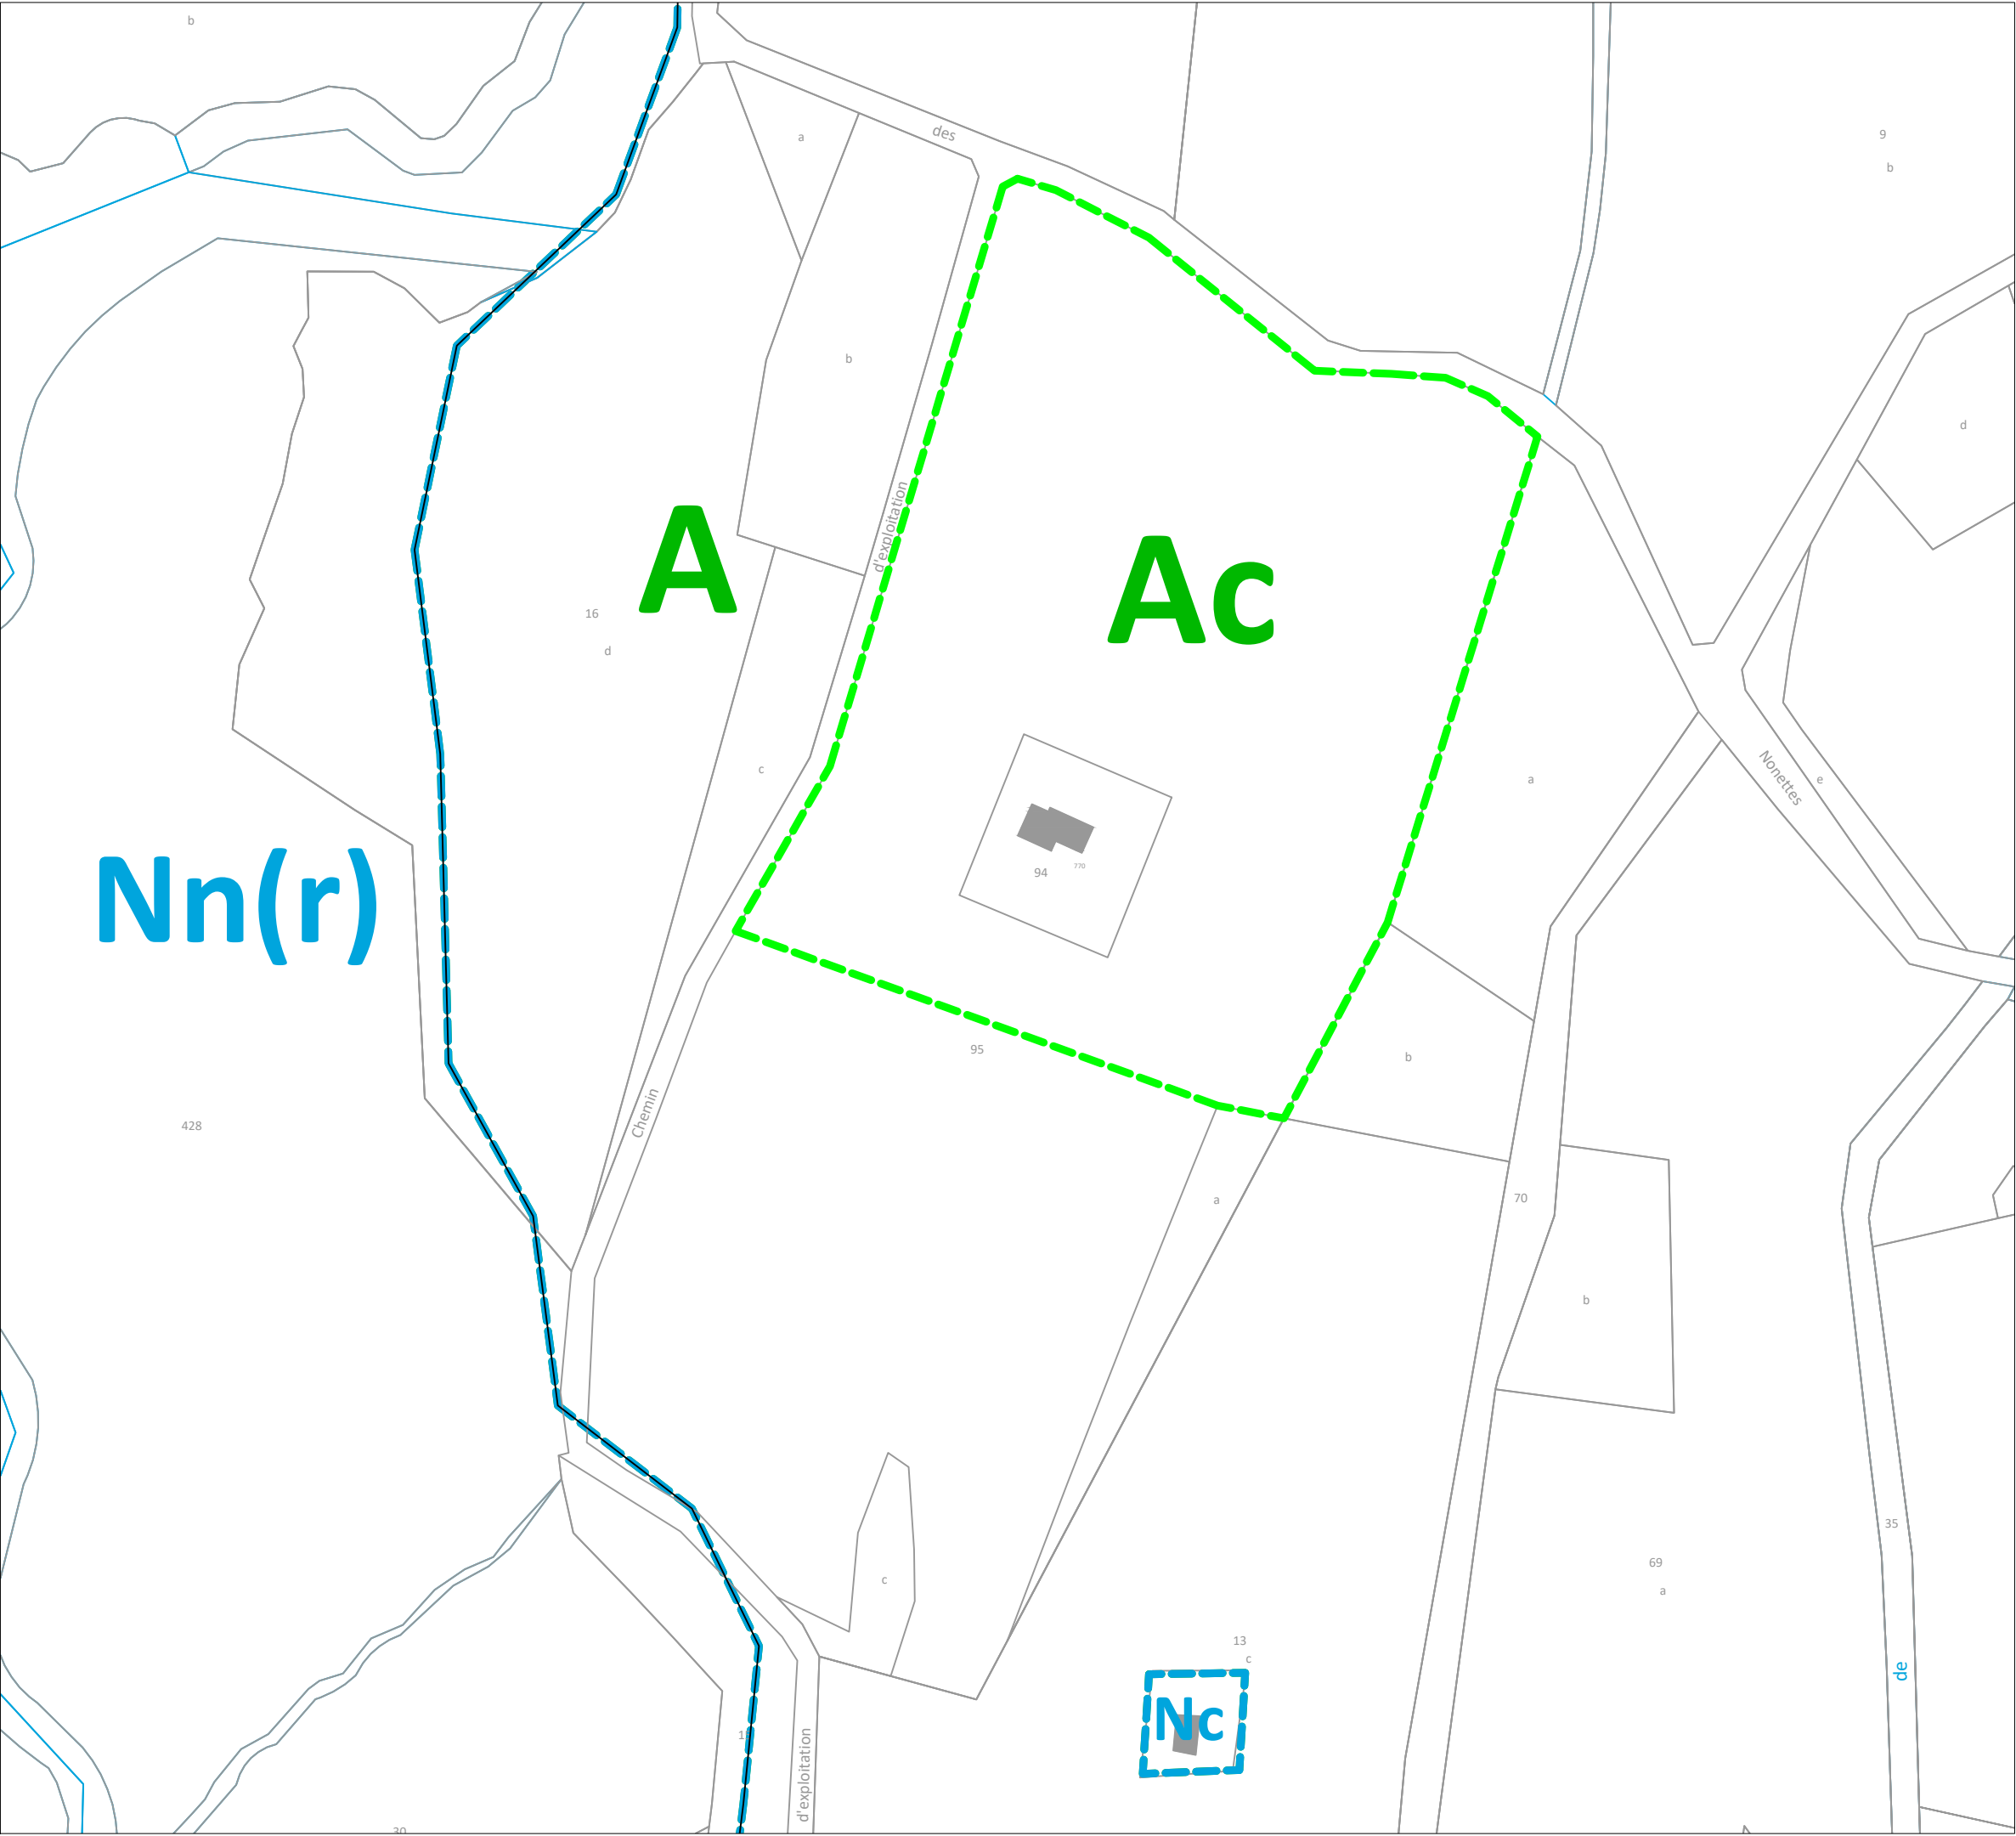 b
des
a
9
b
b
d
d'exploitation
A
Ac
16
d
c
a
Nonettes
e
94
770
Nn(r)
95
b
Chemin
428
a
70
b
35
69
a
c
13
c
de
Nc
d'exploitation
30